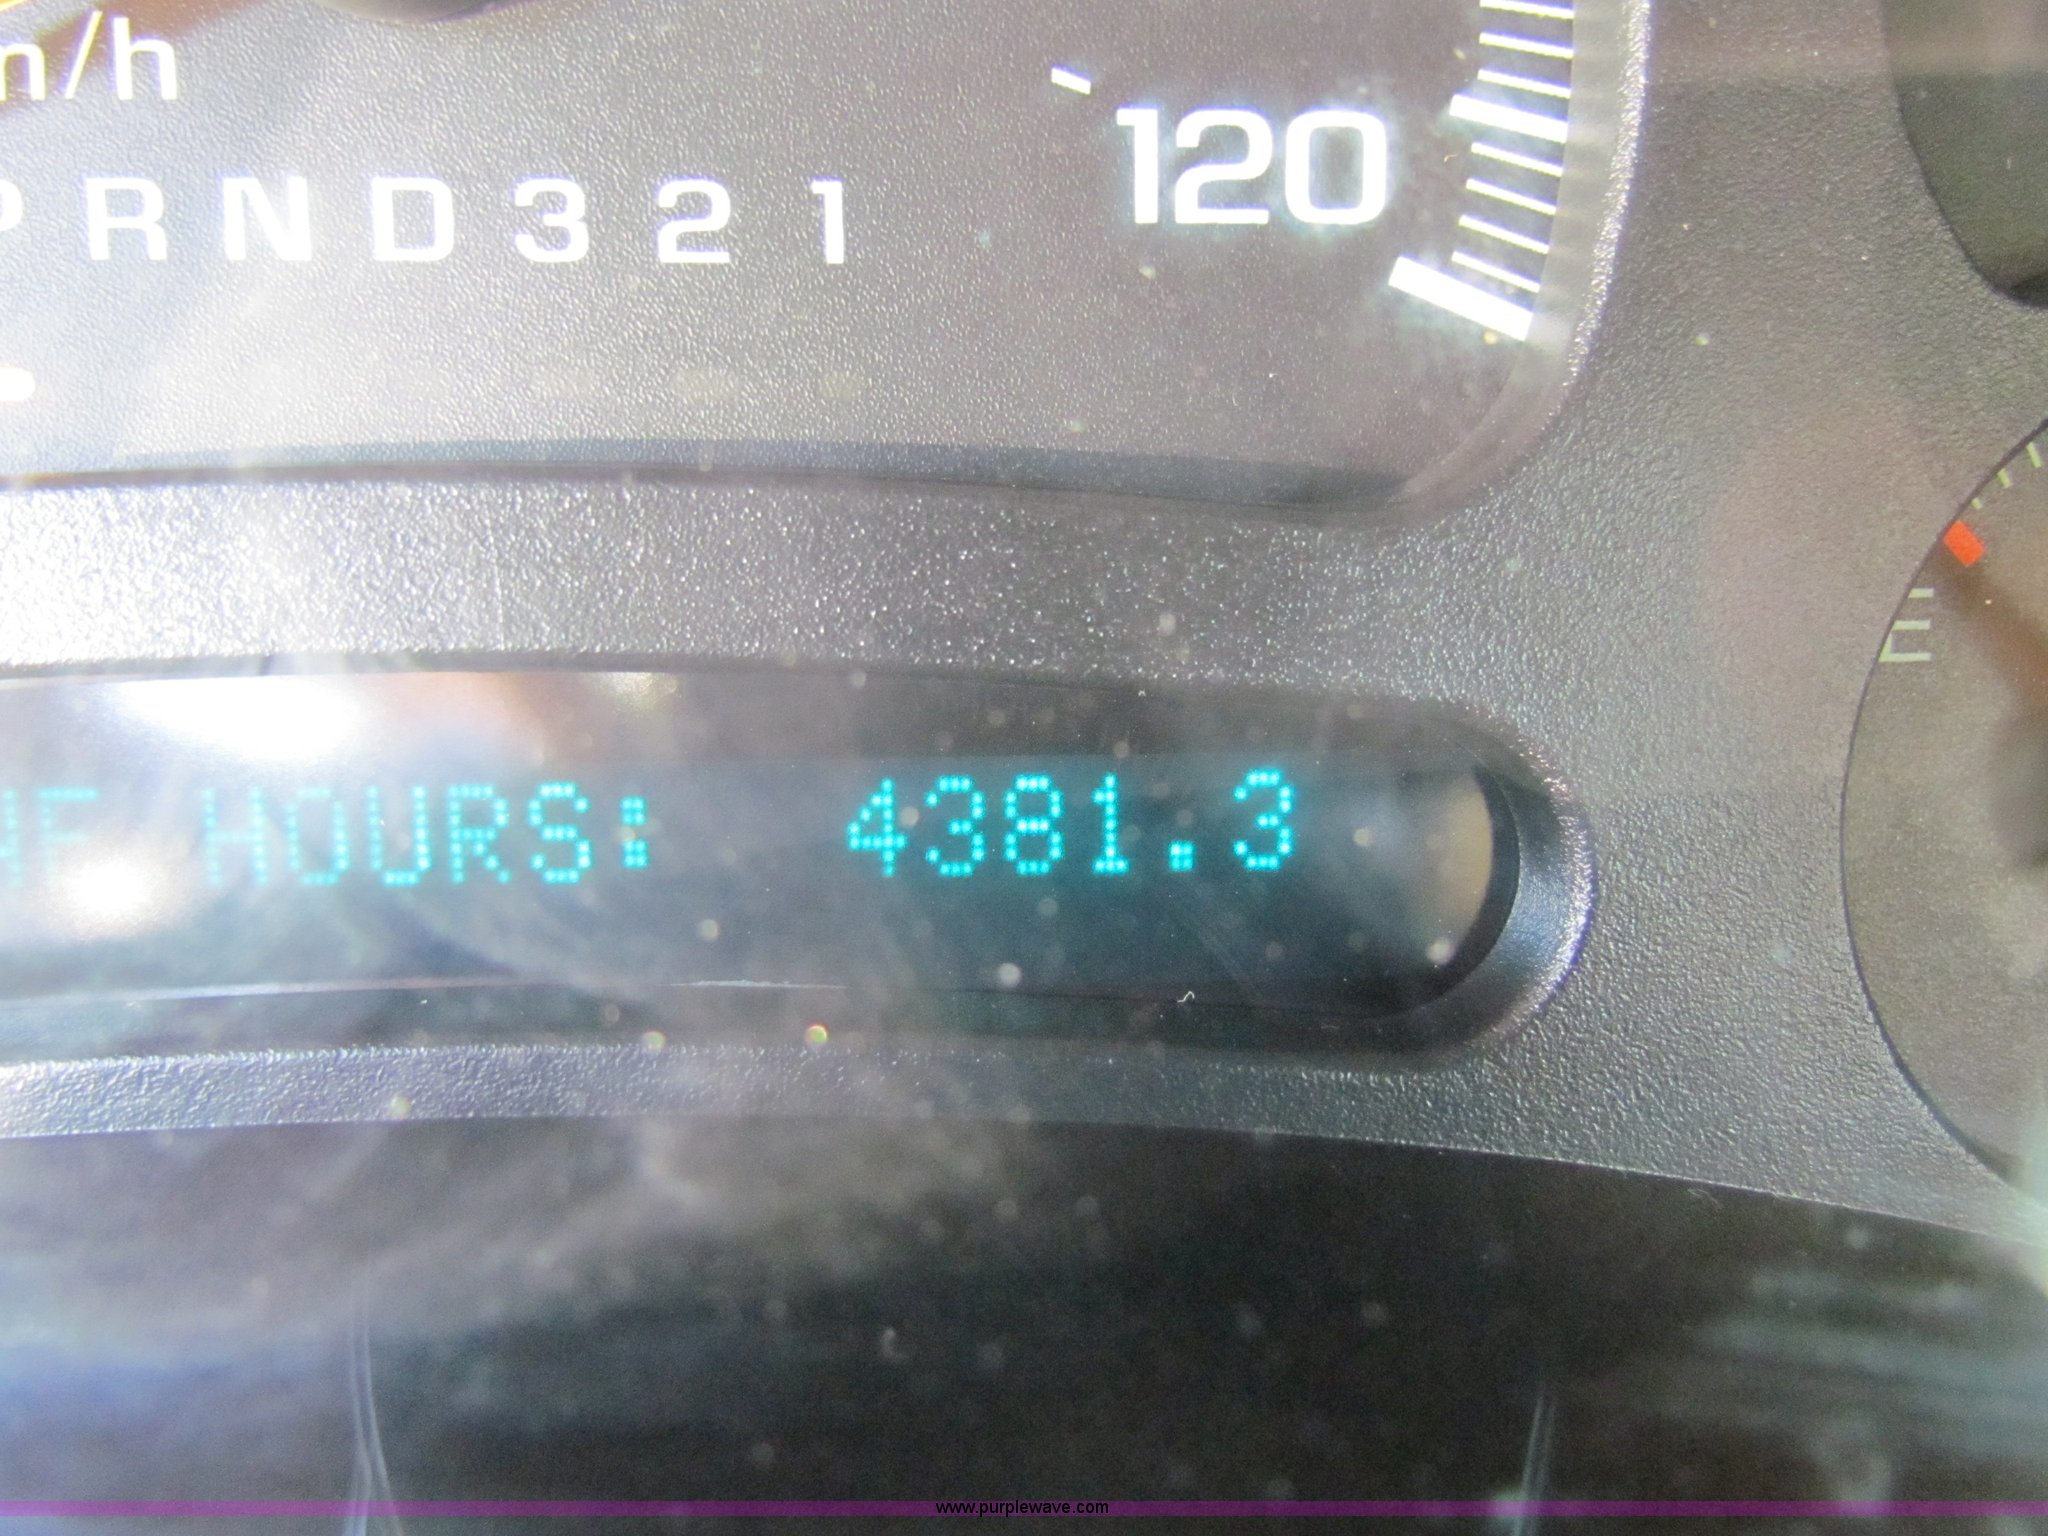 m/h
120
P R N D 3 2 1
E
HOURS: 4381.3
www.purplewave.com